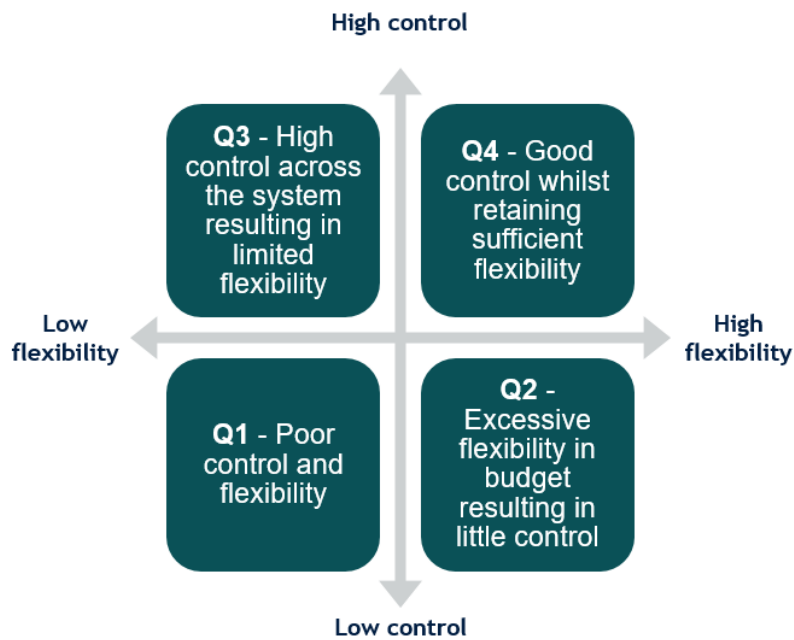 High control
Q3 - High
control across
the system
resulting in
limited
flexibility
Q4 - Good
control whilst
retaining
sufficient
flexibility
Low
flexibility
High
flexibility
Q1 - Poor
control and
flexibility
Q2 -
Excessive
flexibility in
budget
resulting in
little control
Low control